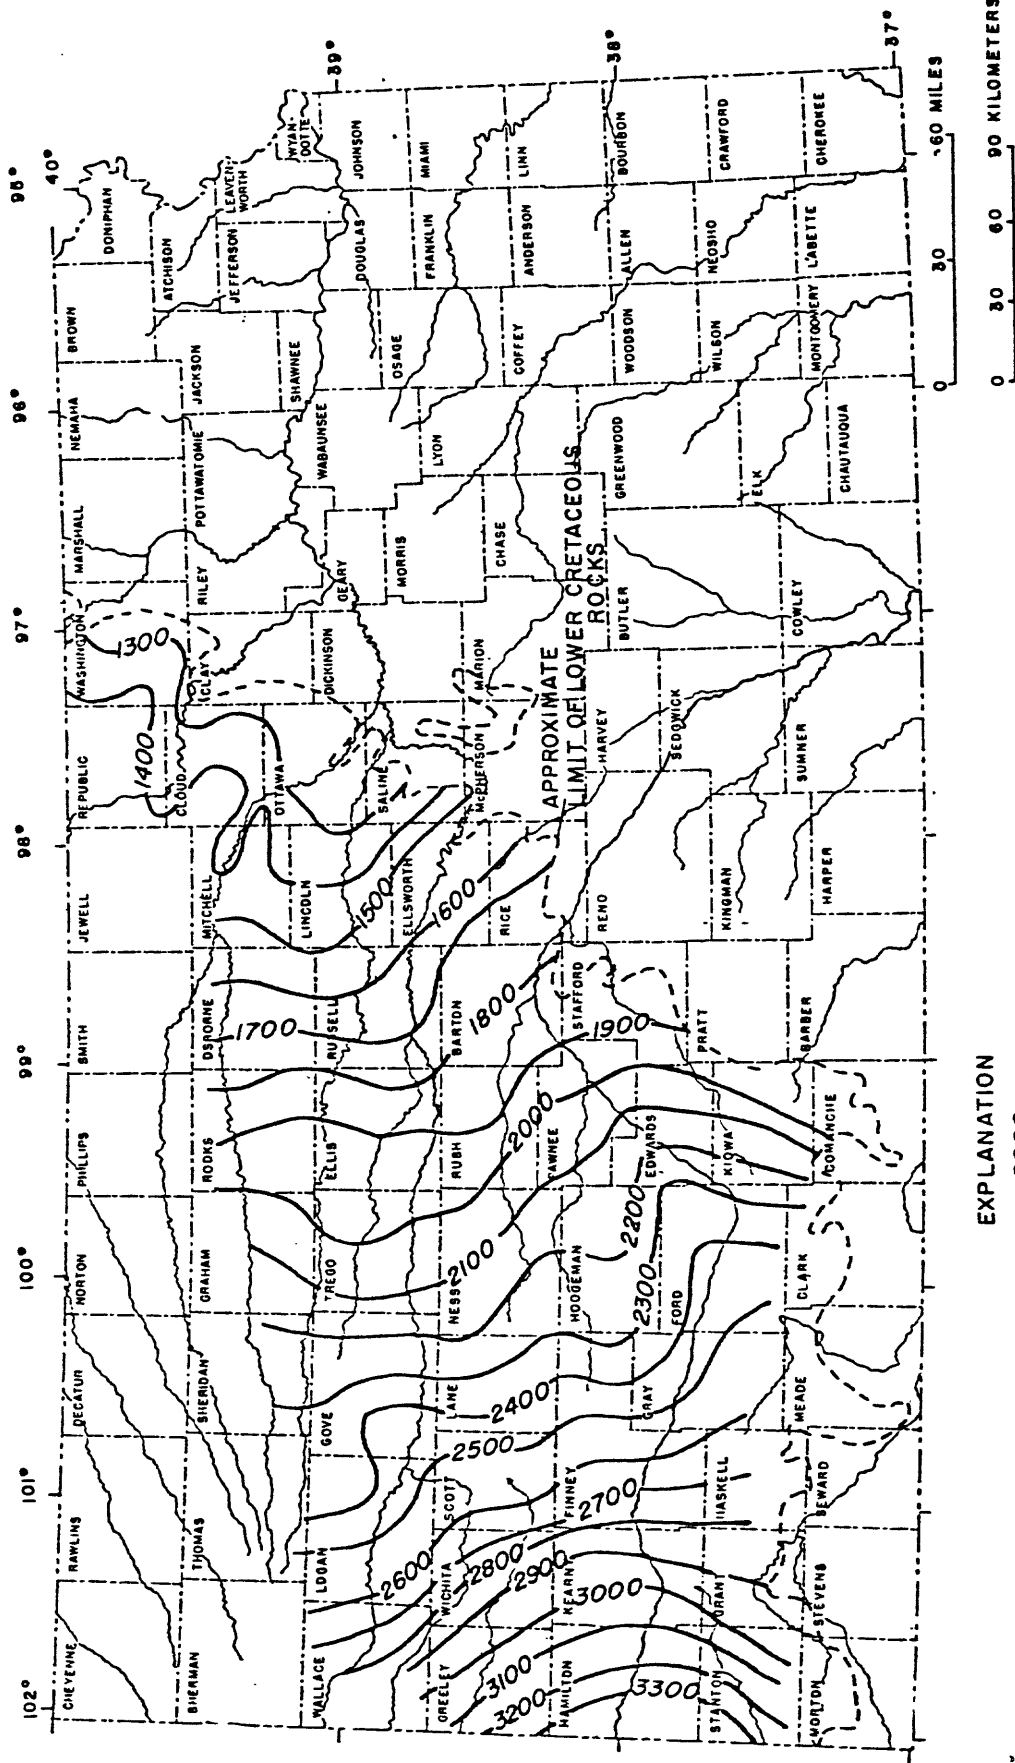 102°
101°
100°
99°
98°
97°
96°
95°
40°
CHEYENNE
RAWLINS
DECATUR
NORTON
PHILLIPS
SMITH
JEWELL
REPUBLIC
WASHINGTON
MARSHALL
NEMAHA
BROWN
DONIPHAN
1300
1400
ATCHISON
SHERMAN
THOMAS
SHERIDAN
GRAHAM
ROOKS
OSBORNE
MITCHELL
CLOUD
CLAY
RILEY
POTTAWATOMIE
JACKSON
JEFFERSON
LEAVEN-
WORTH
WYAN-
DOTTE
OTTAWA
1700
WALLACE
LOGAN
GOVE
TREGO
ELLIS
RUSSELL
LINCOLN
DICKINSON
GEARY
WABAUNSEE
SHAWNEE
DOUGLAS
JOHNSON
39°
1500
SALINE
MORRIS
OSAGE
2600
1600
ELLSWORTH
LYON
FRANKLIN
MIAMI
GREELEY
WICHITA
SCOTT
LANE
NESS
RUSH
BARTON
RICE
McPHERSON
MARION
CHASE
COFFEY
ANDERSON
LINN
2800
2500
2400
2100
2000
1800
3100
3200
2900
APPROXIMATE
LIMIT OF LOWER CRETACEOUS
ROCKS
HAMILTON
KEARNY
FINNEY
HODGEMAN
PAWNEE
STAFFORD
RENO
HARVEY
BUTLER
GREENWOOD
WOODSON
ALLEN
BOURBON
38°
3000
2700
2200
1900
3300
2300
GRAY
FORD
EDWARDS
SEDGWICK
STANTON
GRANT
HASKELL
KIOWA
PRATT
KINGMAN
ELK
WILSON
NEOSHO
CRAWFORD
MORTON
STEVENS
SEWARD
MEADE
CLARK
COMANCHE
BARBER
HARPER
SUMNER
COWLEY
CHAUTAUQUA
MONTGOMERY
LABETTE
CHEROKEE
37°
0 30 60 MILES
0 30 60 90 KILOMETERS
EXPLANATION